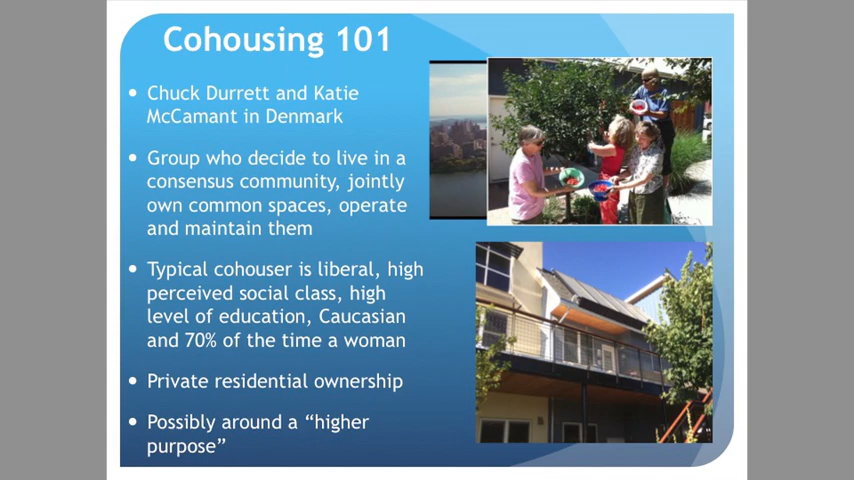 Cohousing 101
• Chuck Durrett and Katie
McCamant in Denmark
• Group who decide to live in a
consensus community, jointly
own common spaces, operate
and maintain them
• Typical cohouser is liberal, high
perceived social class, high
level of education, Caucasian
and 70% of the time a woman
• Private residential ownership
• Possibly around a “higher
purpose”